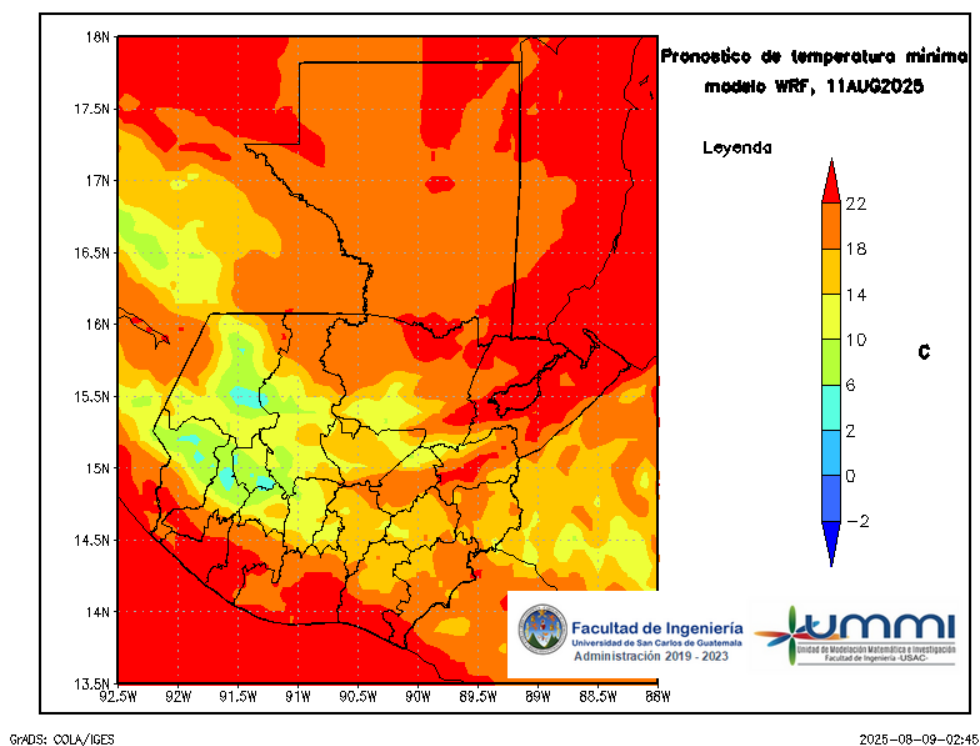 Pronostico de temperatura minima
modelo WRF, 11AUG2025
Leyenda
22
18
14
10
6
2
0
-2
C
18N
17.5N
17N
16.5N
16N
15.5N
15N
14.5N
14N
13.5N
92.5W
92W
91.5W
91W
90.5W
90W
89.5W
89W
88.5W
88W
Facultad de Ingeniería
Universidad de San Carlos de Guatemala
Administración 2019 - 2023
ummi
Unidad de Modelación Matemática e Investigación
Facultad de Ingeniería -USAC-
GrADS: COLA/IGES
2025-08-09-02:45